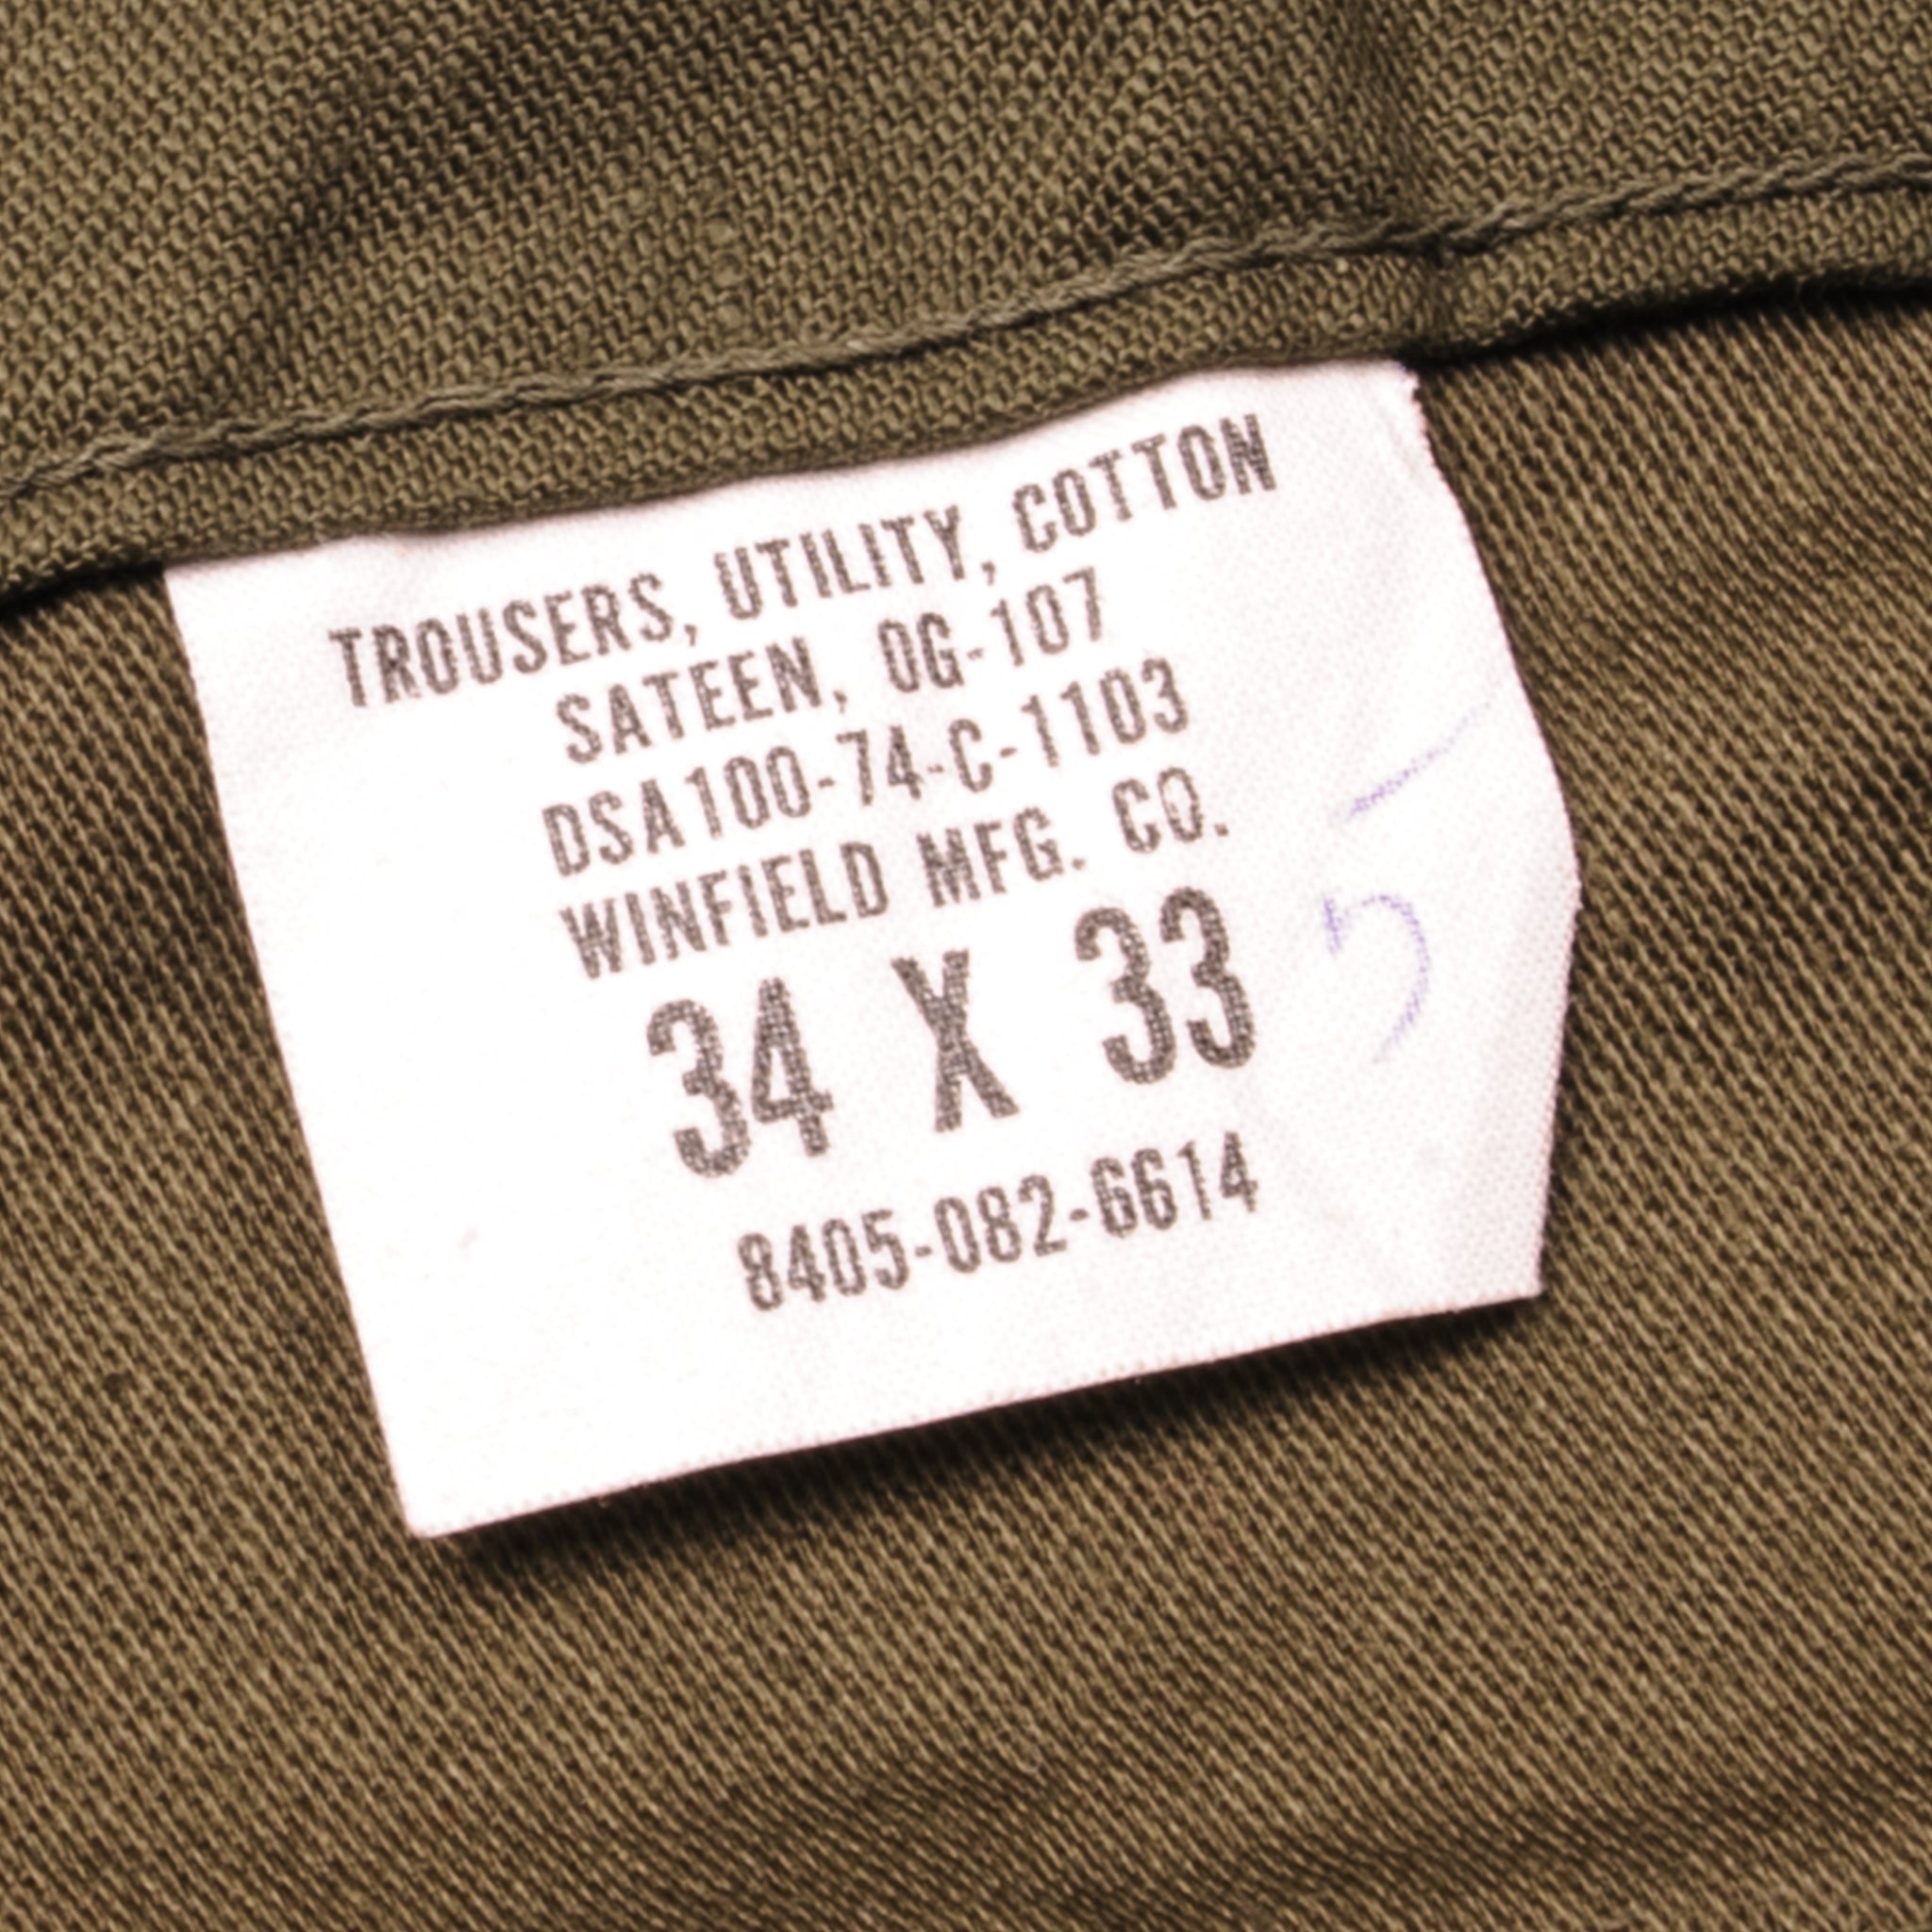 TROUSERS, UTILITY, COTTON
SATEEN, OG-107
DSA100-74-C-1103
WINFIELD MFG. CO.
34 X 33
8405-082-6614